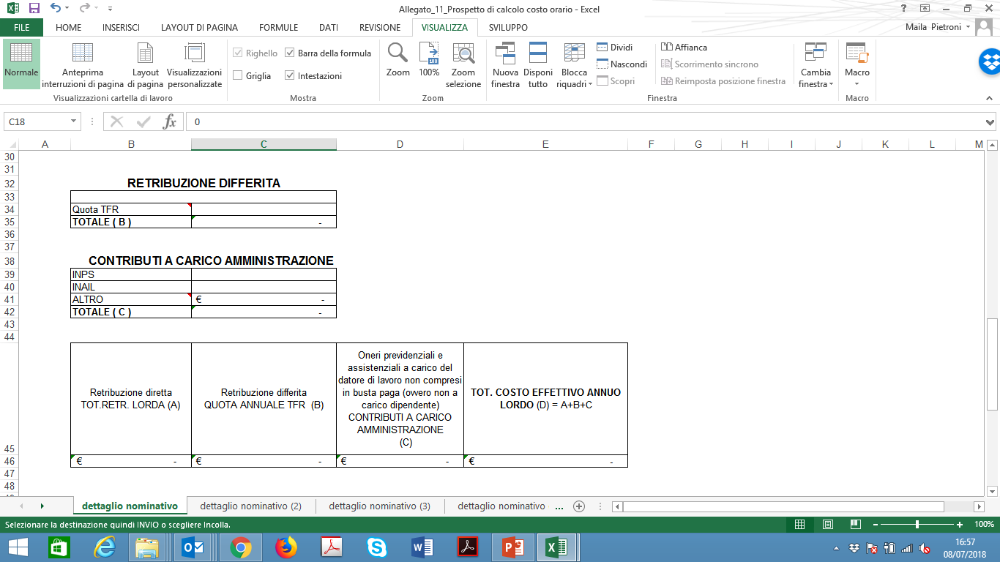 Allegato_11_Prospetto di calcolo costo orario - Excel
FILE HOME INSERISCI LAYOUT DI PAGINA FORMULE DATI REVISIONE VISUALIZZA SVILUPPO Maila Pietroni
Normale
Anteprima interruzioni di pagina
Layout di pagina
Visualizzazioni personalizzate
Visualizzazioni cartella di lavoro
Righello
Barra della formula
Griglia
Intestazioni
Mostra
Zoom
100%
Zoom selezione
Zoom
Nuova finestra
Disponi tutto
Blocca riquadri
Dividi
Nascondi
Scopri
Affianca
Scorrimento sincrono
Reimposta posizione finestra
Finestra
Cambia finestra
Macro
Macro
C18 fx 0
A B C D E F G H I J K L M
30
31
32 RETRIBUZIONE DIFFERITA
33
34 Quota TFR
35 TOTALE ( B ) -
36
37
38 CONTRIBUTI A CARICO AMMINISTRAZIONE
39 INPS
40 INAIL
41 ALTRO € -
42 TOTALE ( C ) -
43
44
Retribuzione diretta
TOT.RETR. LORDA (A)
Retribuzione differita
QUOTA ANNUALE TFR (B)
Oneri previdenziali e
assistenziali a carico del
datore di lavoro non compresi
in busta paga (ovvero non a
carico dipendente)
CONTRIBUTI A CARICO
AMMINISTRAZIONE
(C)
TOT. COSTO EFFETTIVO ANNUO
LORDO (D) = A+B+C
45
46 € - € - € - € -
47
48
dettaglio nominativo dettaglio nominativo (2) dettaglio nominativo (3) dettaglio nominativo ...
Selezionare la destinazione quindi INVIO o scegliere Incolla. 100%
16:57
08/07/2018